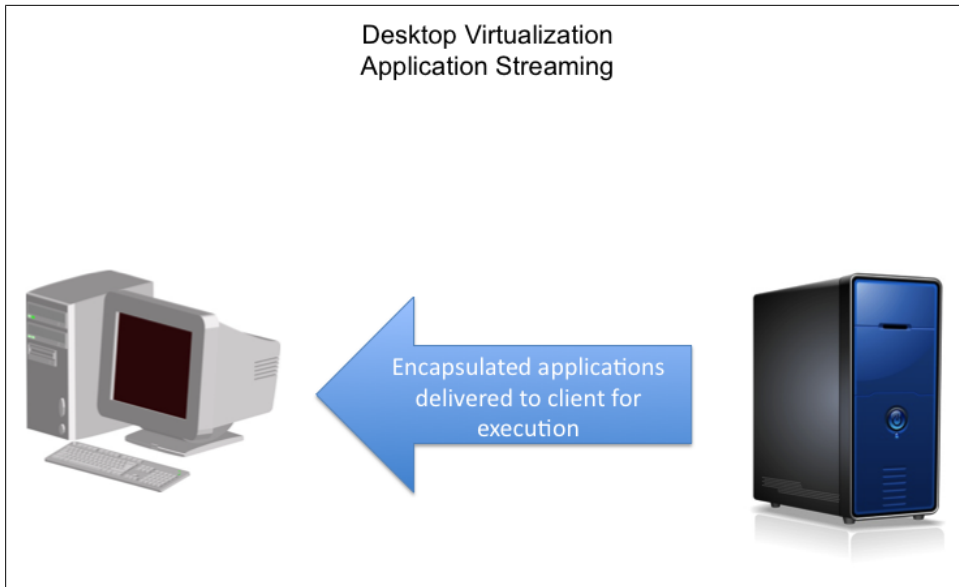 Desktop Virtualization
Application Streaming
Encapsulated applications
delivered to client for
execution